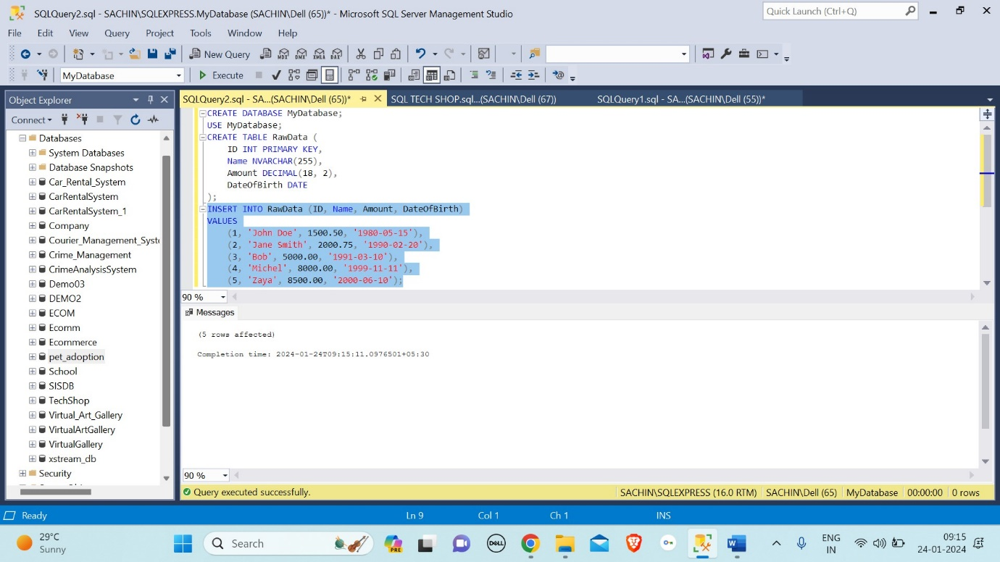 SQLQuery2.sql - SACHIN\SQLEXPRESS.MyDatabase (SACHIN\Dell (65))* - Microsoft SQL Server Management Studio
Quick Launch (Ctrl+Q)
File Edit View Query Project Tools Window Help
New Query
MDX DMX XMLA DAX
MyDatabase
Execute
Object Explorer
SQLQuery2.sql - SA...(SACHIN\Dell (65))*
SQL TECH SHOP.sql...(SACHIN\Dell (67))
SQLQuery1.sql - SA...(SACHIN\Dell (55))*
Connect
Databases
System Databases
Database Snapshots
Car_Rental_System
CarRentalSystem
CarRentalSystem_1
Company
Courier_Management_Syst
Crime_Management
CrimeAnalysisSystem
Demo03
DEMO2
ECOM
Ecomm
Ecommerce
pet_adoption
School
SISDB
TechShop
Virtual_Art_Gallery
VirtualArtGallery
VirtualGallery
xstream_db
Security
CREATE DATABASE MyDatabase;
USE MyDatabase;
CREATE TABLE RawData (
ID INT PRIMARY KEY,
Name NVARCHAR(255),
Amount DECIMAL(18, 2),
DateOfBirth DATE
);
INSERT INTO RawData (ID, Name, Amount, DateOfBirth)
VALUES
(1, 'John Doe', 1500.50, '1980-05-15'),
(2, 'Jane Smith', 2000.75, '1990-02-20'),
(3, 'Bob', 5000.00, '1991-03-10'),
(4, 'Michel', 8000.00, '1999-11-11'),
(5, 'Zaya', 8500.00, '2000-06-10');
90 %
Messages
(5 rows affected)
Completion time: 2024-01-24T09:15:11.0976501+05:30
90 %
Query executed successfully.
SACHIN\SQLEXPRESS (16.0 RTM) SACHIN\Dell (65) MyDatabase 00:00:00 0 rows
Ready
Ln 9 Col 1 Ch 1 INS
29°C
Sunny
Search
PRE
DELL
ENG
IN
09:15
24-01-2024